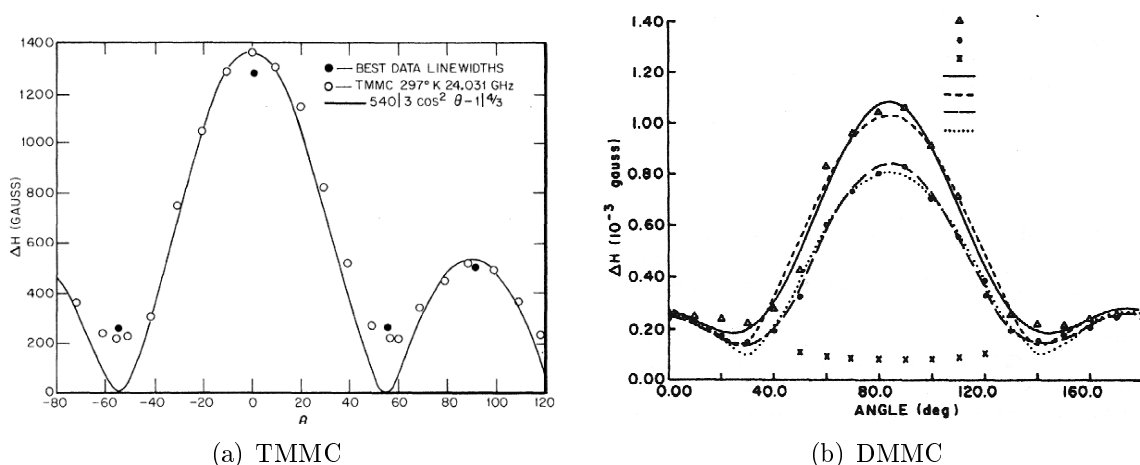 1400
1200
1000
800
600
400
200
0
ΔH (GAUSS)
● — BEST DATA LINEWIDTHS
○ — TMMC 297° K 24.031 GHz
— 540|3 cos² θ-1|4/3
-80 -60 -40 -20 0 20 40 60 80 100 120
θ
(a) TMMC
1.40
1.20
1.00
0.80
0.60
0.40
0.20
0.00
ΔH (10⁻³ gauss)
0.00 40.0 80.0 120.0 160.0
ANGLE (deg)
(b) DMMC